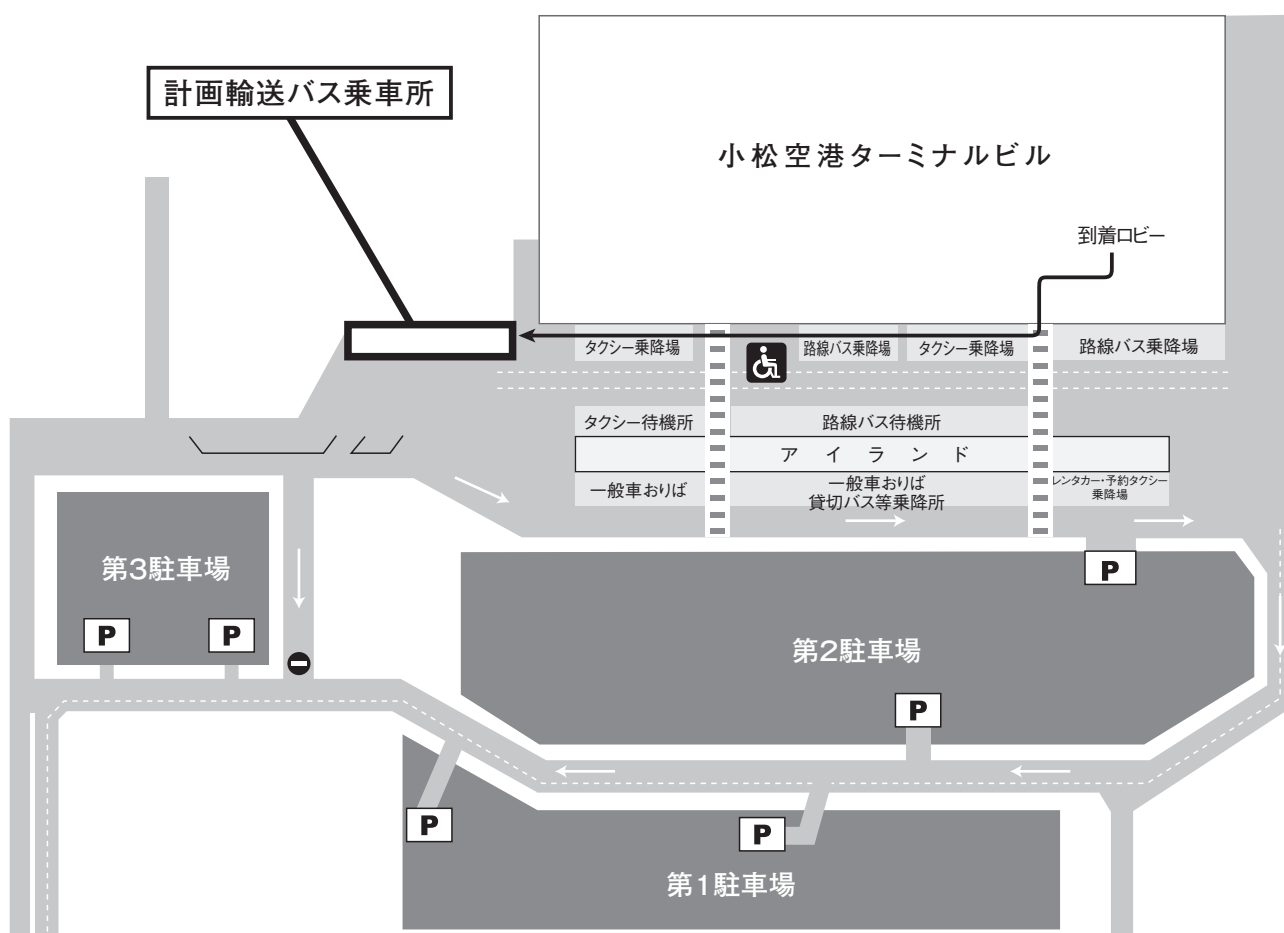 計画輸送バス乗車所
小松空港ターミナルビル
到着ロビー
タクシー乗降場
路線バス乗降場
タクシー乗降場
路線バス乗降場
タクシー待機所
路線バス待機所
アイランド
一般車おりば
一般車おりば
貸切バス等乗降所
レンタカー・予約タクシー
乗降場
P
第3駐車場
P
P
第2駐車場
P
P
P
第1駐車場